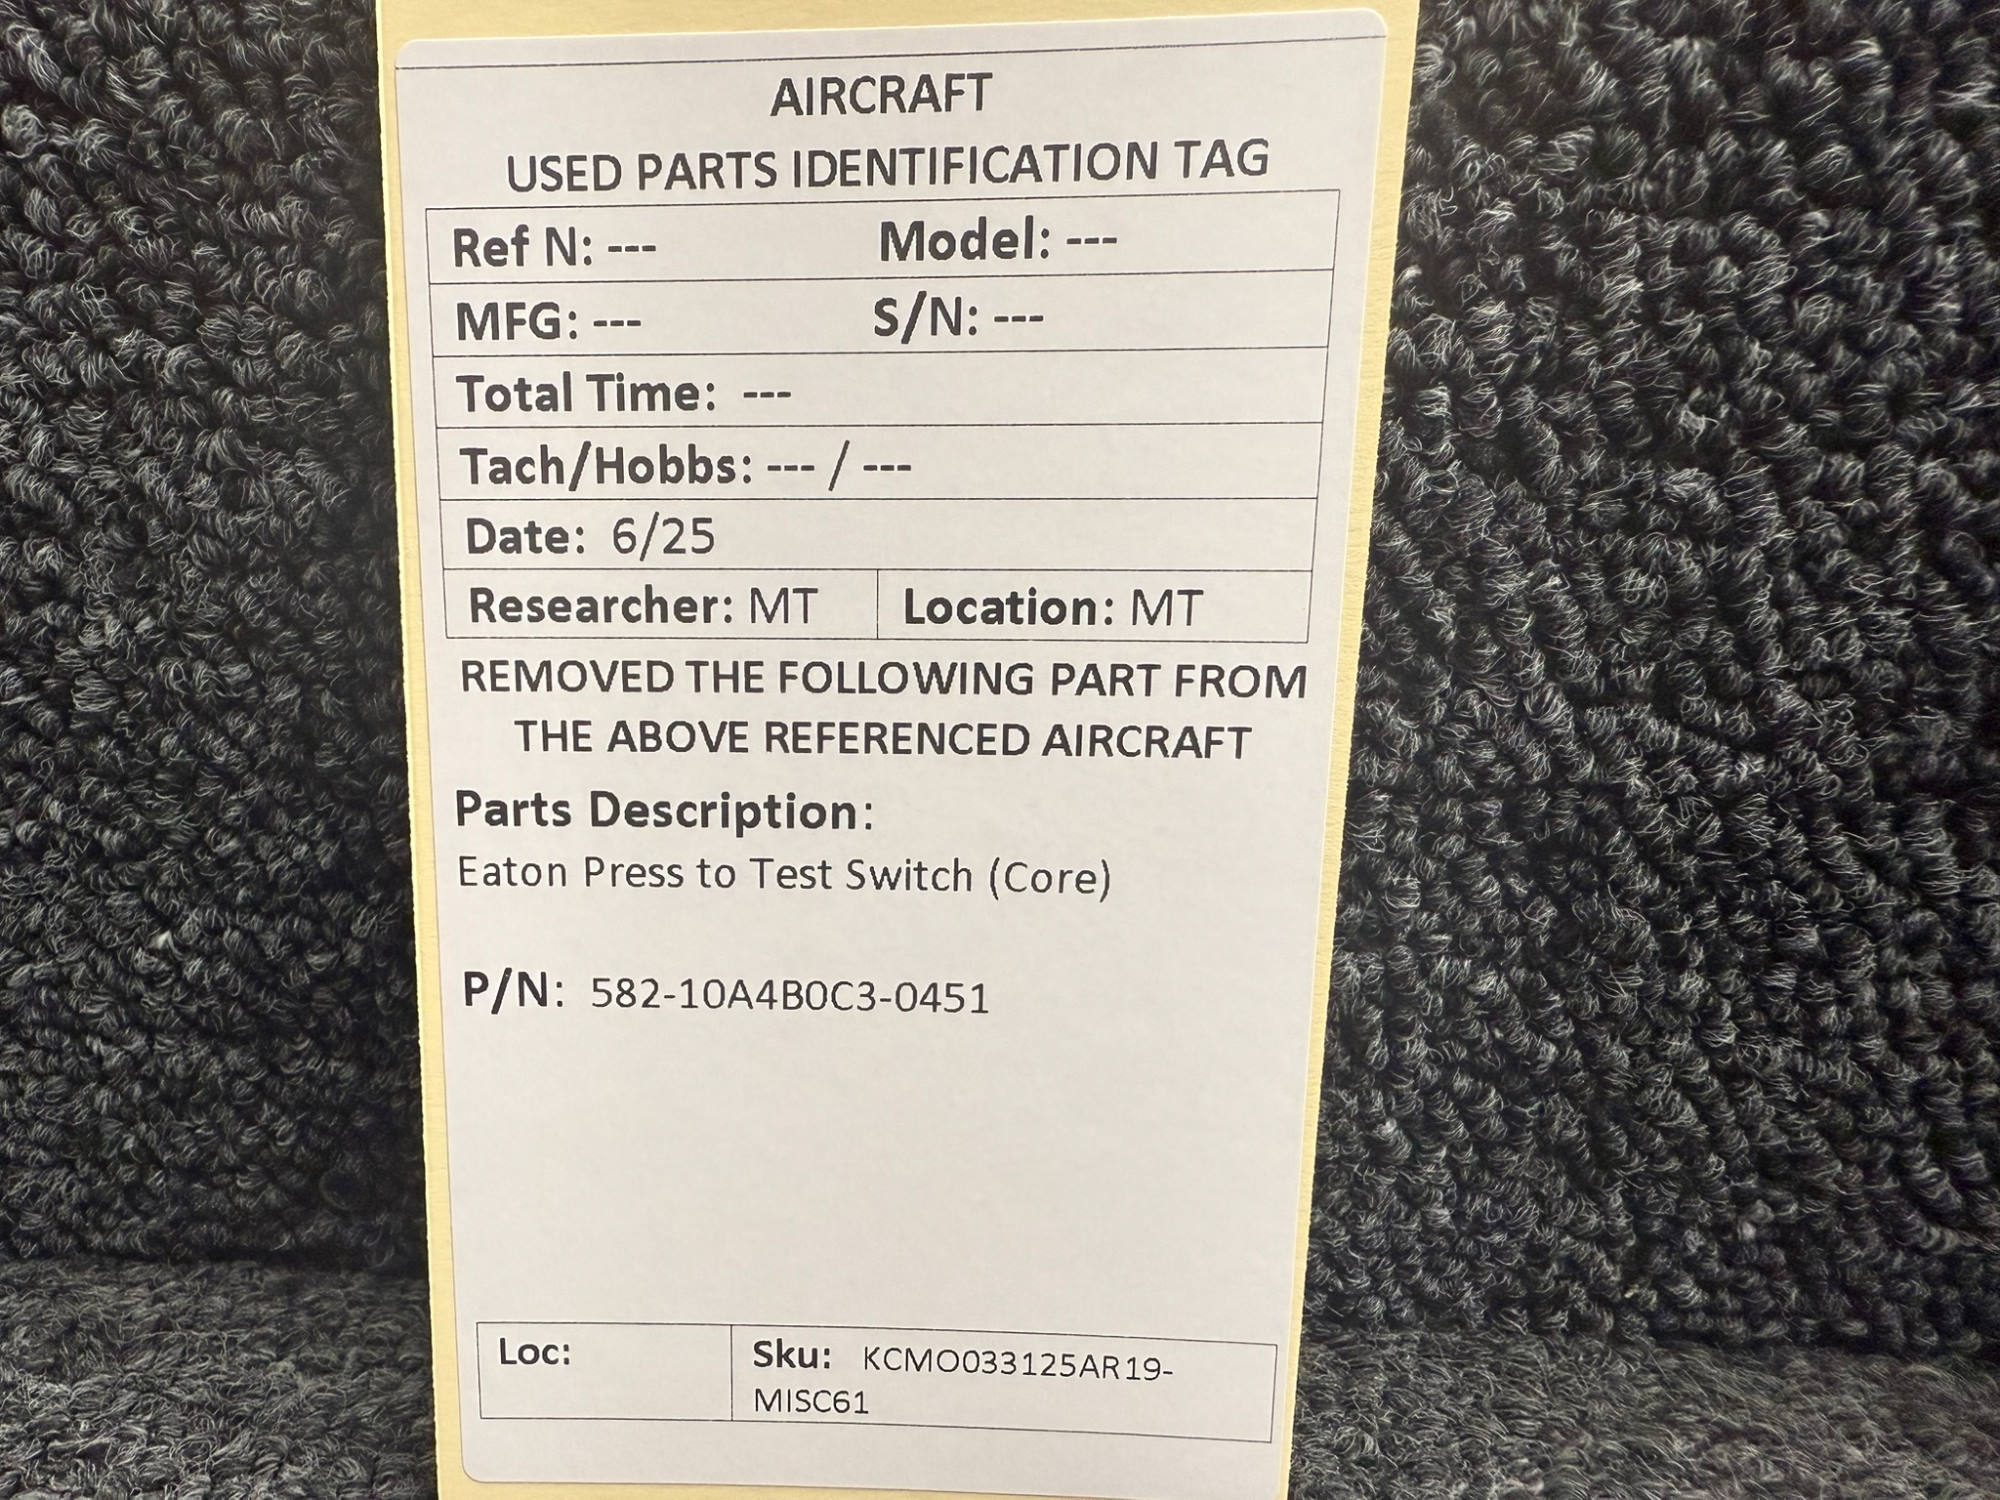 AIRCRAFT
USED PARTS IDENTIFICATION TAG
Ref N: --- Model: ---
MFG: --- S/N: ---
Total Time: ---
Tach/Hobbs: --- / ---
Date: 6/25
Researcher: MT Location: MT
REMOVED THE FOLLOWING PART FROM
THE ABOVE REFERENCED AIRCRAFT
Parts Description:
Eaton Press to Test Switch (Core)
P/N: 582-10A4B0C3-0451
Loc: Sku: KCMO033125AR19-
MISC61